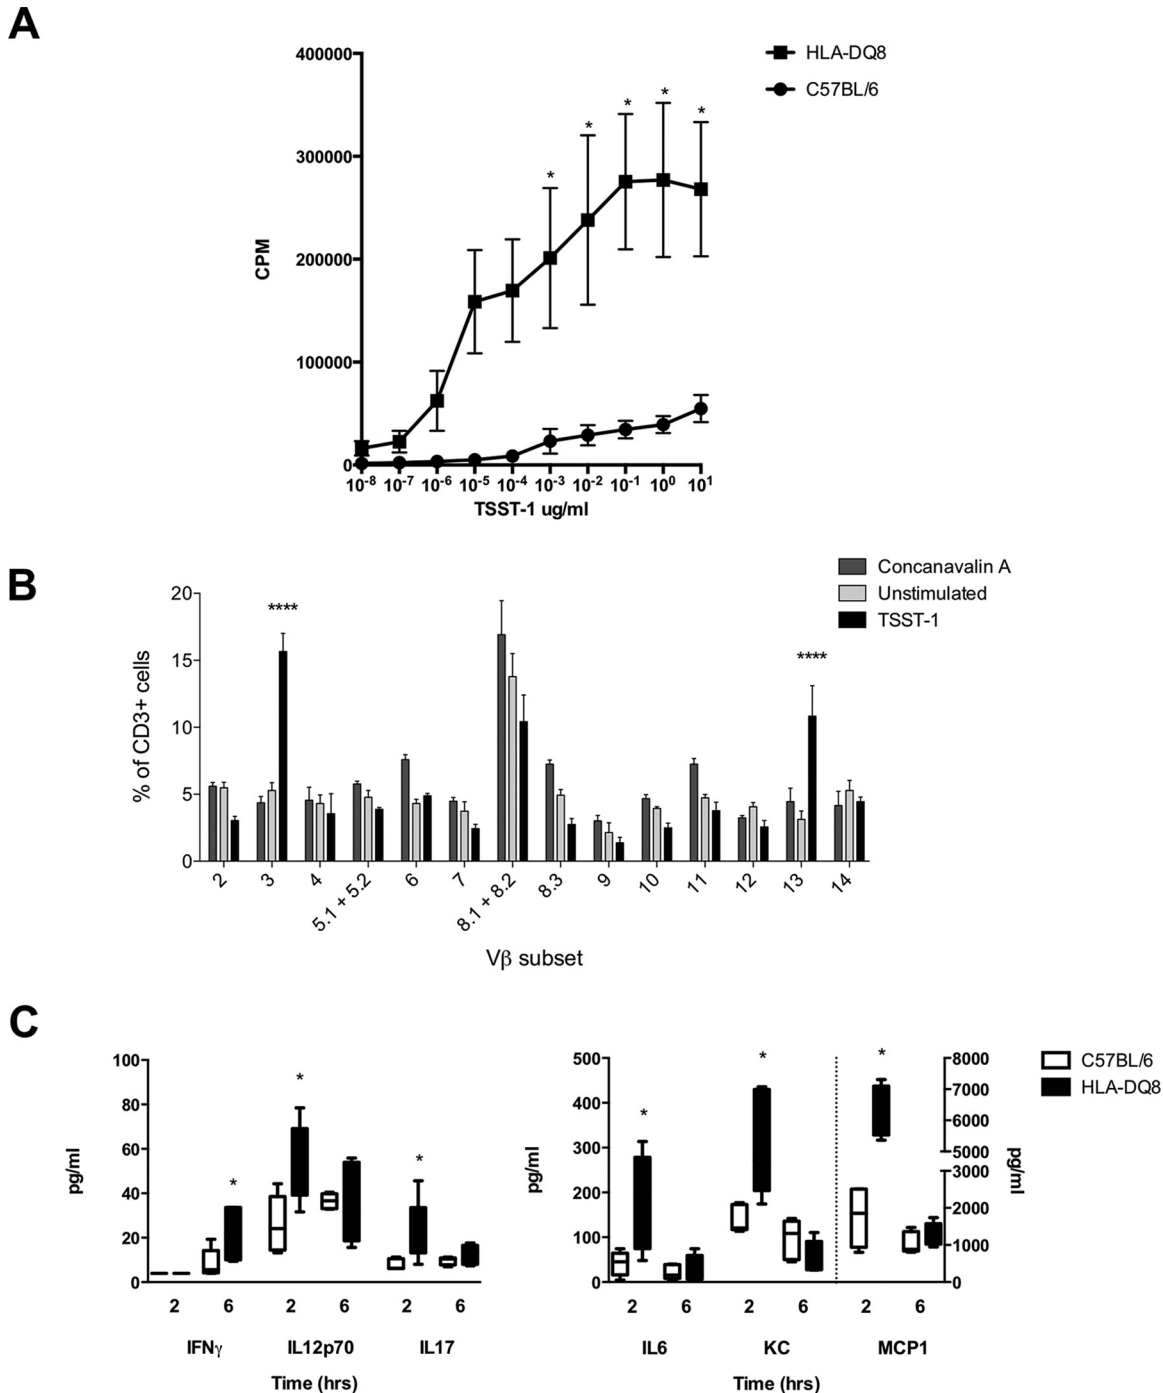 A
400000
300000
200000
100000
0
CPM
* * * * *
10-8 10-7 10-6 10-5 10-4 10-3 10-2 10-1 100 101
TSST-1 ug/ml
HLA-DQ8
C57BL/6
B
20
15
10
5
0
% of CD3+ cells
**** ****
Concanavalin A
Unstimulated
TSST-1
2 3 4 5.1 + 5.2 6 7 8.1 + 8.2 8.3 9 10 11 12 13 14
Vβ subset
C
100
80
60
40
20
0
pg/ml
* * *
2 6 2 6 2 6
IFNγ IL12p70 IL17
Time (hrs)
500
400
300
200
100
0
pg/ml
* * *
8000
7000
6000
5000
3000
2000
1000
0
pg/ml
2 6 2 6 2 6
IL6 KC MCP1
Time (hrs)
C57BL/6
HLA-DQ8